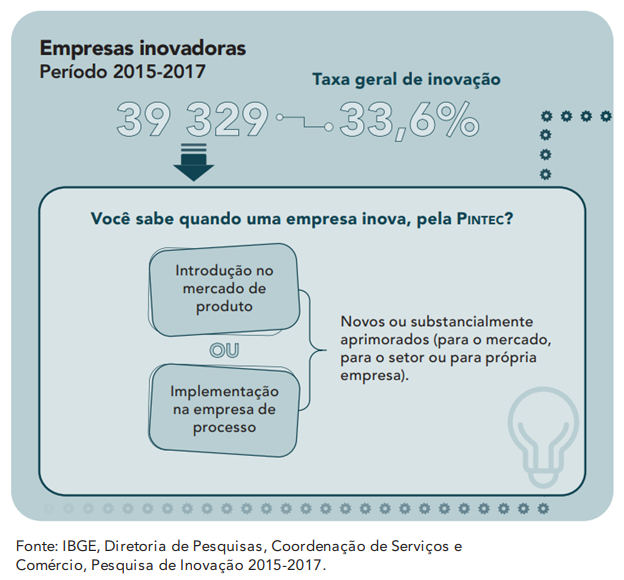 Empresas inovadoras
Período 2015-2017
Taxa geral de inovação
39 329
33,6%
Você sabe quando uma empresa inova, pela PINTEC?
Introdução no
mercado de
produto
OU
Implementação
na empresa de
processo
Novos ou substancialmente
aprimorados (para o mercado,
para o setor ou para própria
empresa).
Fonte: IBGE, Diretoria de Pesquisas, Coordenação de Serviços e
Comércio, Pesquisa de Inovação 2015-2017.